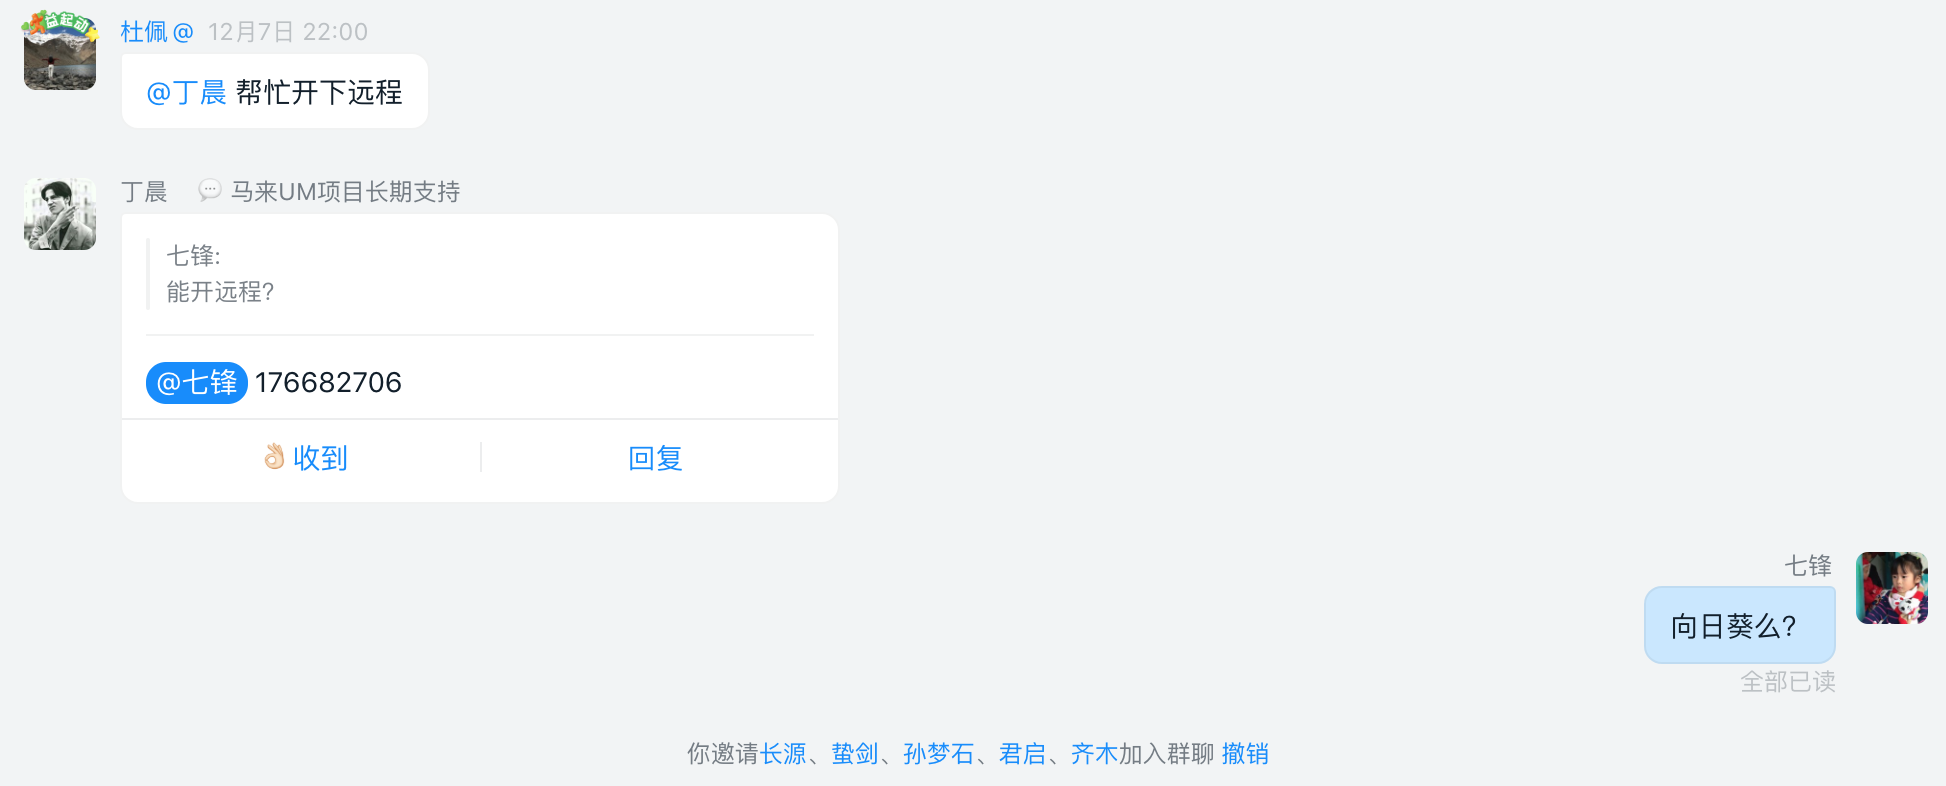 益起动
杜佩@ 12月7日 22:00
@丁晨 帮忙开下远程
丁晨 马来UM项目长期支持
七锋:
能开远程?
@七锋 176682706
收到 回复
七锋
向日葵么?
全部已读
你邀请长源、蛰剑、孙梦石、君启、齐木加入群聊 撤销